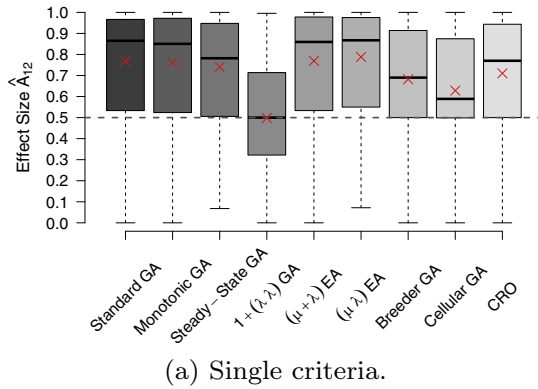 Effect Size Â12
1.0
0.9
0.8
0.7
0.6
0.5
0.4
0.3
0.2
0.1
0.0
Standard GA
Monotonic GA
Steady−State GA
1+(λ λ) GA
(μ+λ) EA
(μ λ) EA
Breeder GA
Cellular GA
CRO
(a) Single criteria.